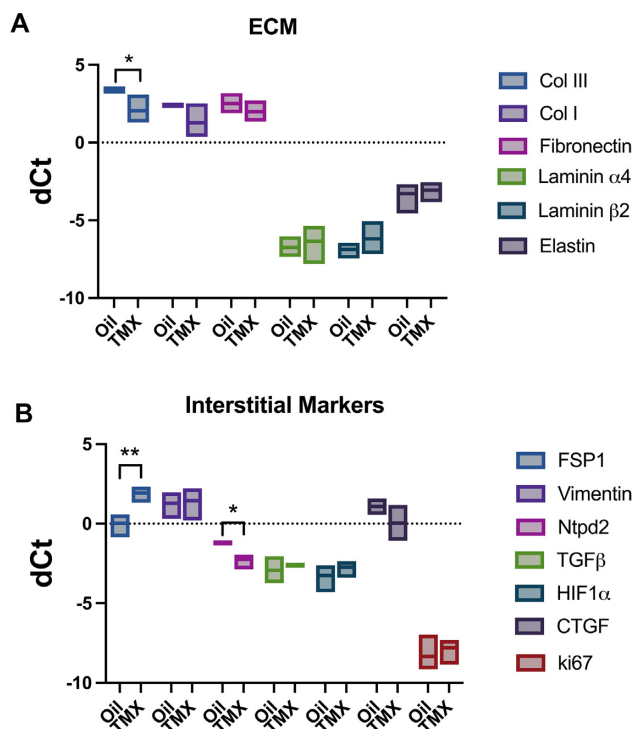 A
ECM
*
5
0
-5
-10
dCt
Oil TMX Oil TMX Oil TMX Oil TMX Oil TMX Oil TMX
Col III
Col I
Fibronectin
Laminin α4
Laminin β2
Elastin
B
Interstitial Markers
**
*
5
0
-5
-10
dCt
Oil TMX Oil TMX Oil TMX Oil TMX Oil TMX Oil TMX Oil TMX
FSP1
Vimentin
Ntpd2
TGFβ
HIF1α
CTGF
ki67